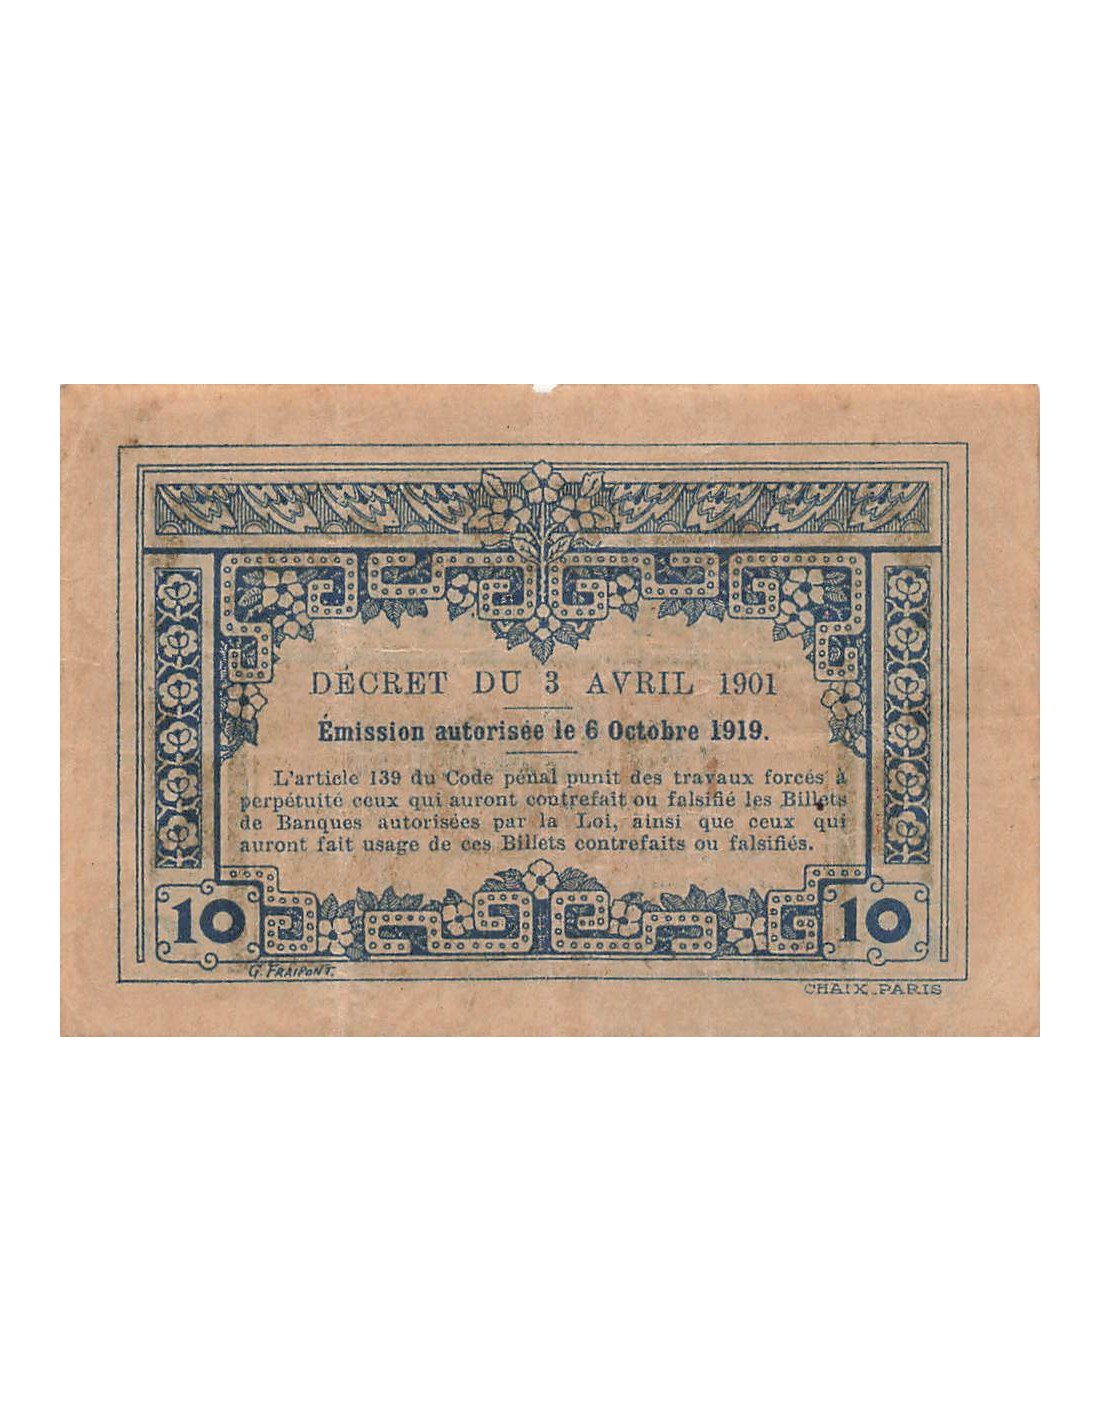 DÉCRET DU 3 AVRIL 1901
Émission autorisée le 6 Octobre 1919.
L'article 139 du Code pénal punit des travaux forcés à
perpétuité ceux qui auront contrefait ou falsifié les Billets
de Banques autorisées par la Loi, ainsi que ceux qui
auront fait usage de ces Billets contrefaits ou falsifiés.
10
10
G. FRAIPONT.
CHAIX_PARIS